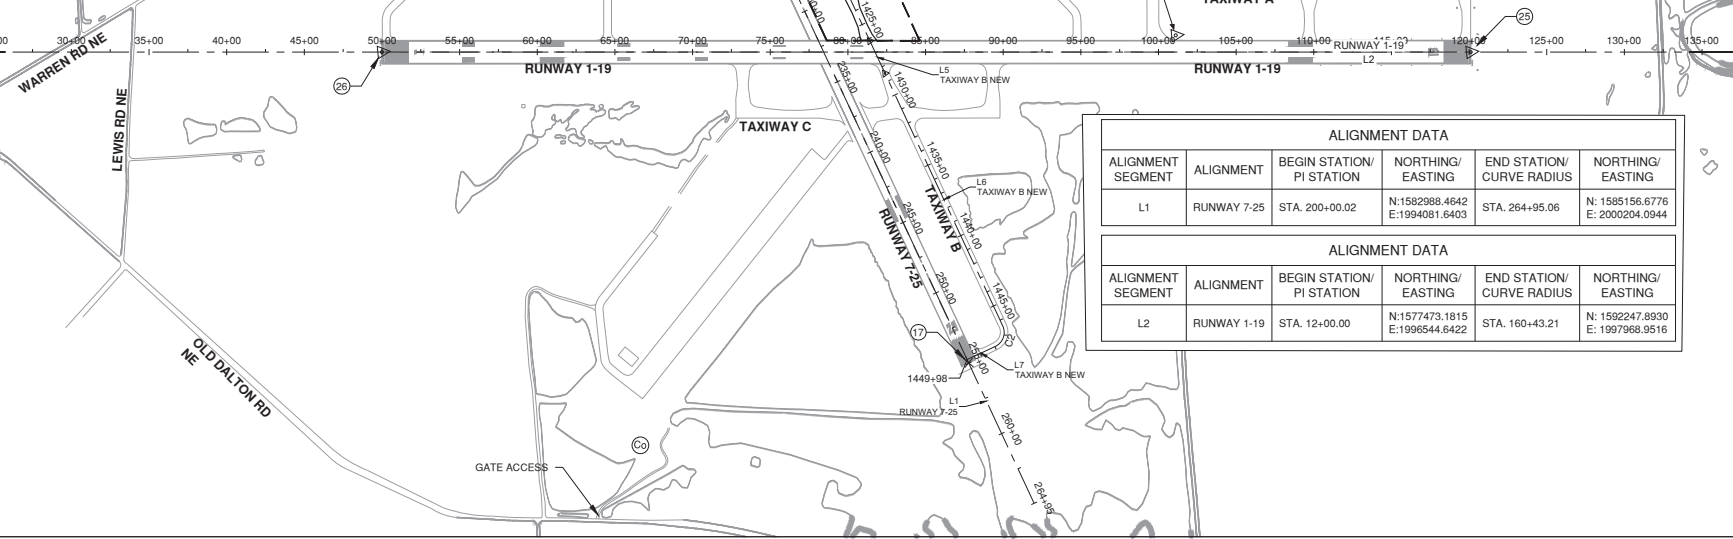 TAXIWAY A
1425+00
25
30+00
35+00
40+00
45+00
50+00
55+00
60+00
65+00
70+00
75+00
80+00
85+00
90+00
95+00
100+00
105+00
110+00
115+00
120+00
125+00
130+00
135+00
RUNWAY 1-19
L2
WARREN RD NE
26
RUNWAY 1-19
RUNWAY 1-19
L5
TAXIWAY B NEW
235+00
1430+00
LEWIS RD NE
TAXIWAY C
240+00
1435+00
L6
TAXIWAY B NEW
TAXIWAY B
245+00
1440+00
RUNWAY 7-25
250+00
1445+00
17
C2
255+00
L7
TAXIWAY B NEW
1449+98
L1
RUNWAY 7-25
260+00
264+95
OLD DALTON RD
NE
Co
GATE ACCESS
ALIGNMENT DATA
ALIGNMENT SEGMENT ALIGNMENT BEGIN STATION/ PI STATION NORTHING/ EASTING END STATION/ CURVE RADIUS NORTHING/ EASTING
L1 RUNWAY 7-25 STA. 200+00.02 N:1582988.4642 E:1994081.6403 STA. 264+95.06 N: 1585156.6776 E: 2000204.0944
ALIGNMENT DATA
ALIGNMENT SEGMENT ALIGNMENT BEGIN STATION/ PI STATION NORTHING/ EASTING END STATION/ CURVE RADIUS NORTHING/ EASTING
L2 RUNWAY 1-19 STA. 12+00.00 N:1577473.1815 E:1996544.6422 STA. 160+43.21 N: 1592247.8930 E: 1997968.9516